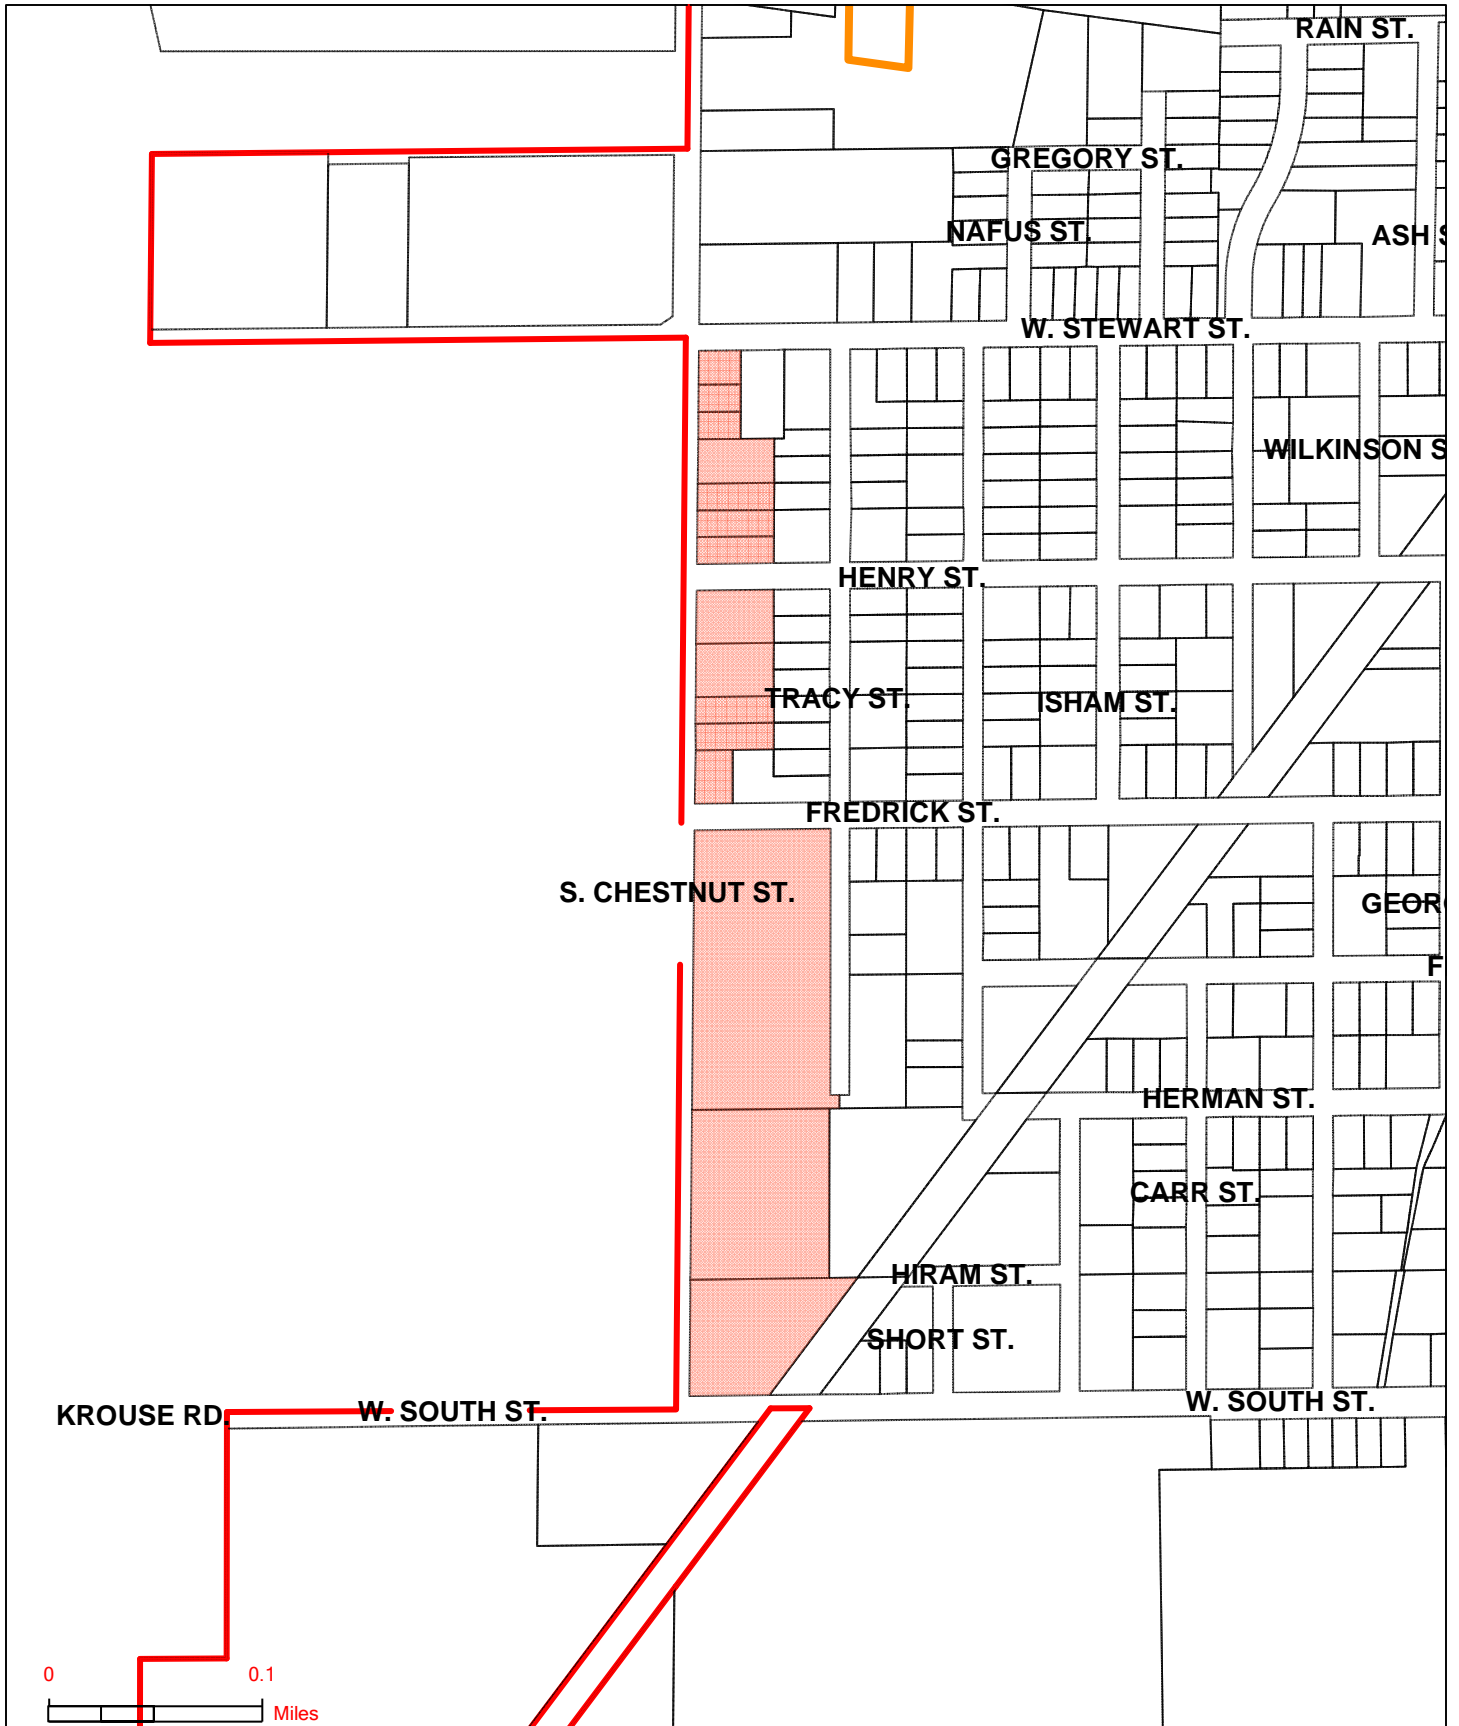 RAIN ST.
GREGORY ST.
NAFUS ST.
ASH S
W. STEWART ST.
WILKINSON S
HENRY ST.
TRACY ST.
ISHAM ST.
FREDRICK ST.
S. CHESTNUT ST.
GEORG
F
HERMAN ST.
CARR ST.
HIRAM ST.
SHORT ST.
W. SOUTH ST.
KROUSE RD.
W. SOUTH ST.
0 0.1
Miles